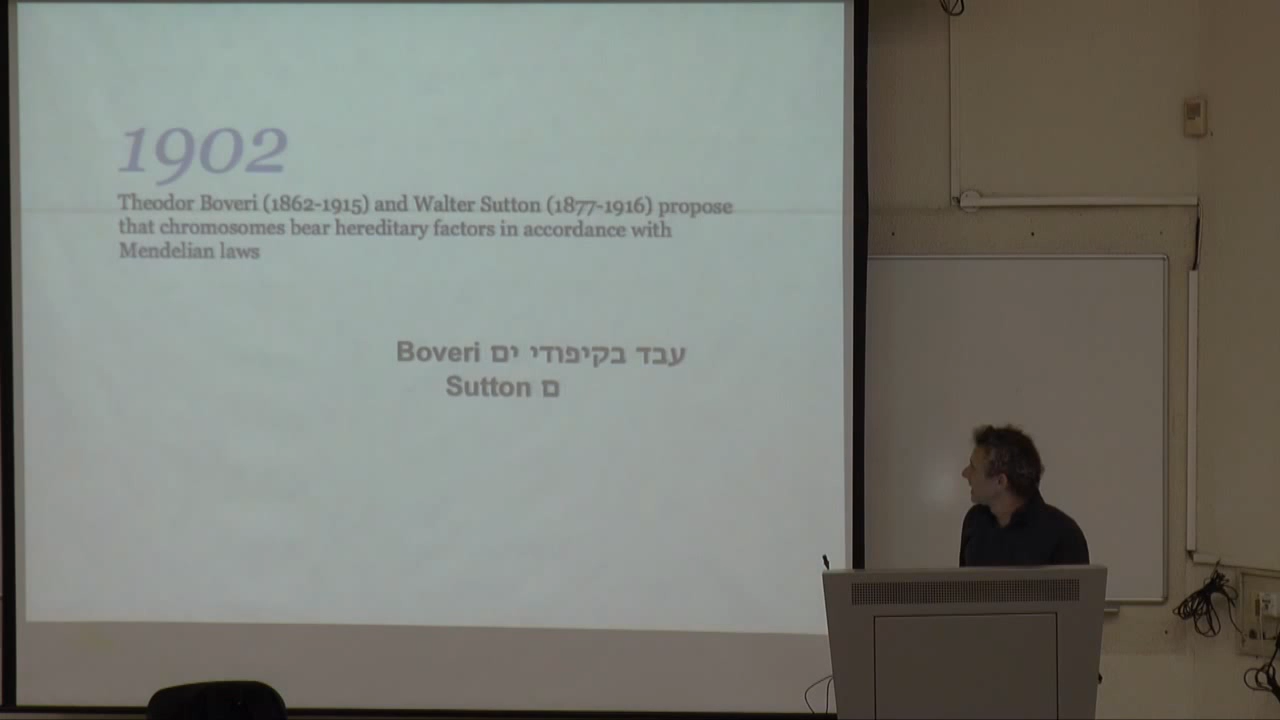 1902
Theodor Boveri (1862-1915) and Walter Sutton (1877-1916) propose
that chromosomes bear hereditary factors in accordance with
Mendelian laws
Boveri עבד בקיפודי ים
Sutton ם